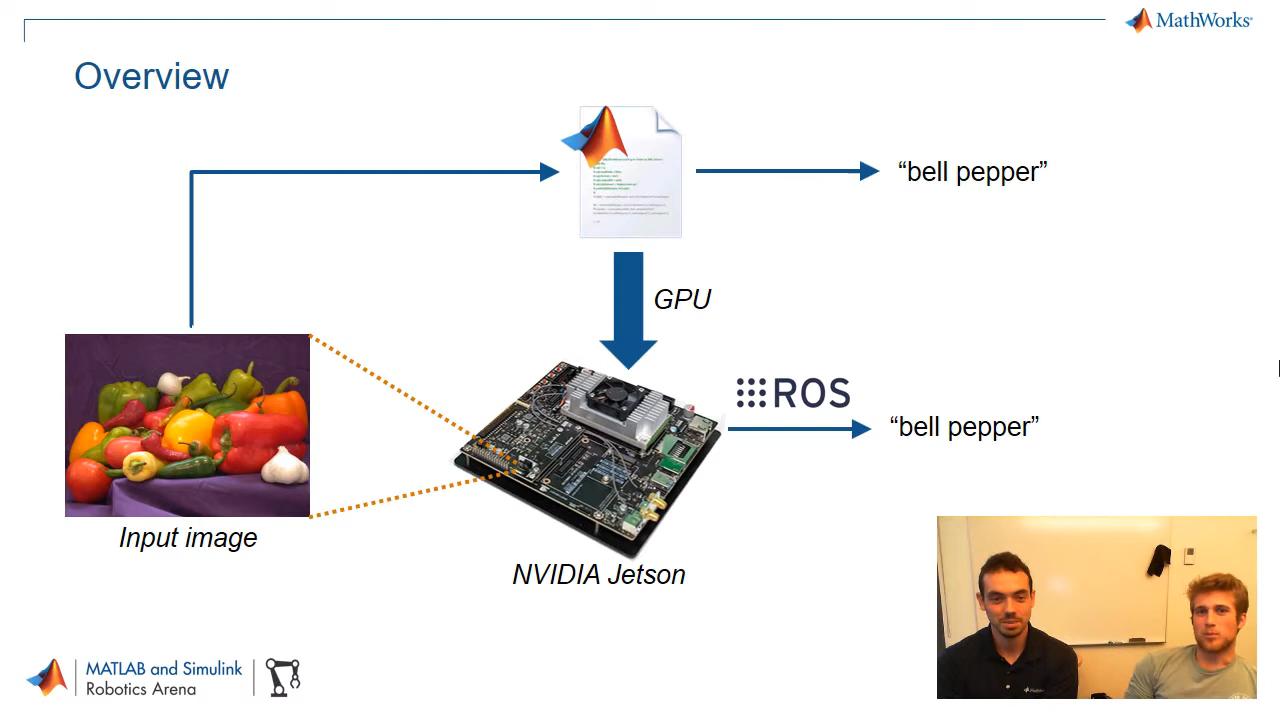 MathWorks
Overview
“bell pepper”
GPU
ROS
“bell pepper”
Input image
NVIDIA Jetson
MATLAB and Simulink
Robotics Arena